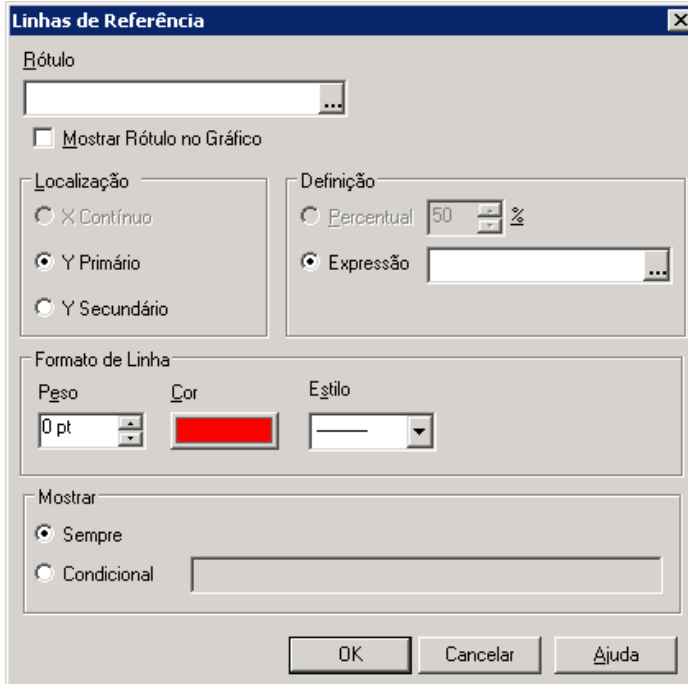 Linhas de Referência
Rótulo
...
Mostrar Rótulo no Gráfico
Localização
X Contínuo
Y Primário
Y Secundário
Definição
Percentual 50 %
Expressão ...
Formato de Linha
Peso Cor Estilo
0 pt
Mostrar
Sempre
Condicional
OK Cancelar Ajuda